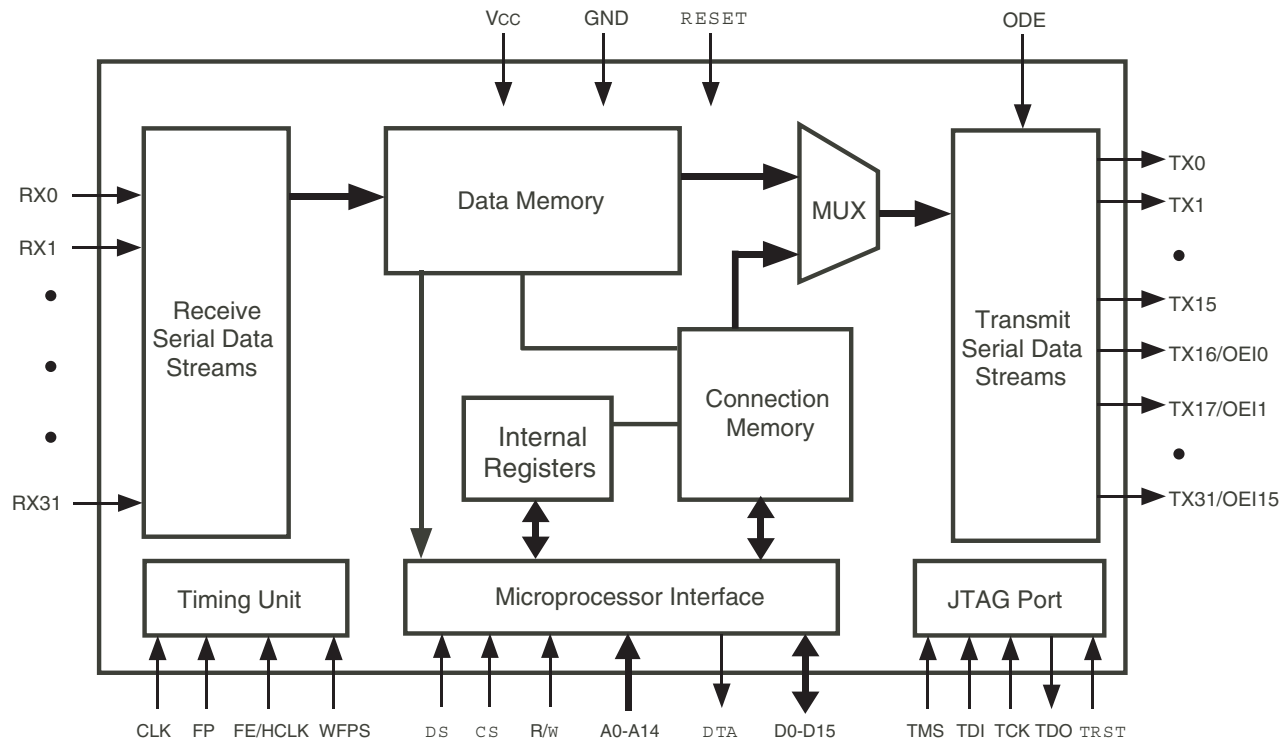 VCC
GND
RESET
ODE
RX0
RX1
RX31
Receive
Serial Data
Streams
Data Memory
MUX
Connection
Memory
Internal
Registers
Transmit
Serial Data
Streams
TX0
TX1
TX15
TX16/OEI0
TX17/OEI1
TX31/OEI15
Timing Unit
Microprocessor Interface
JTAG Port
CLK
FP
FE/HCLK
WFPS
DS
CS
R/W
A0-A14
DTA
D0-D15
TMS
TDI
TCK
TDO
TRST